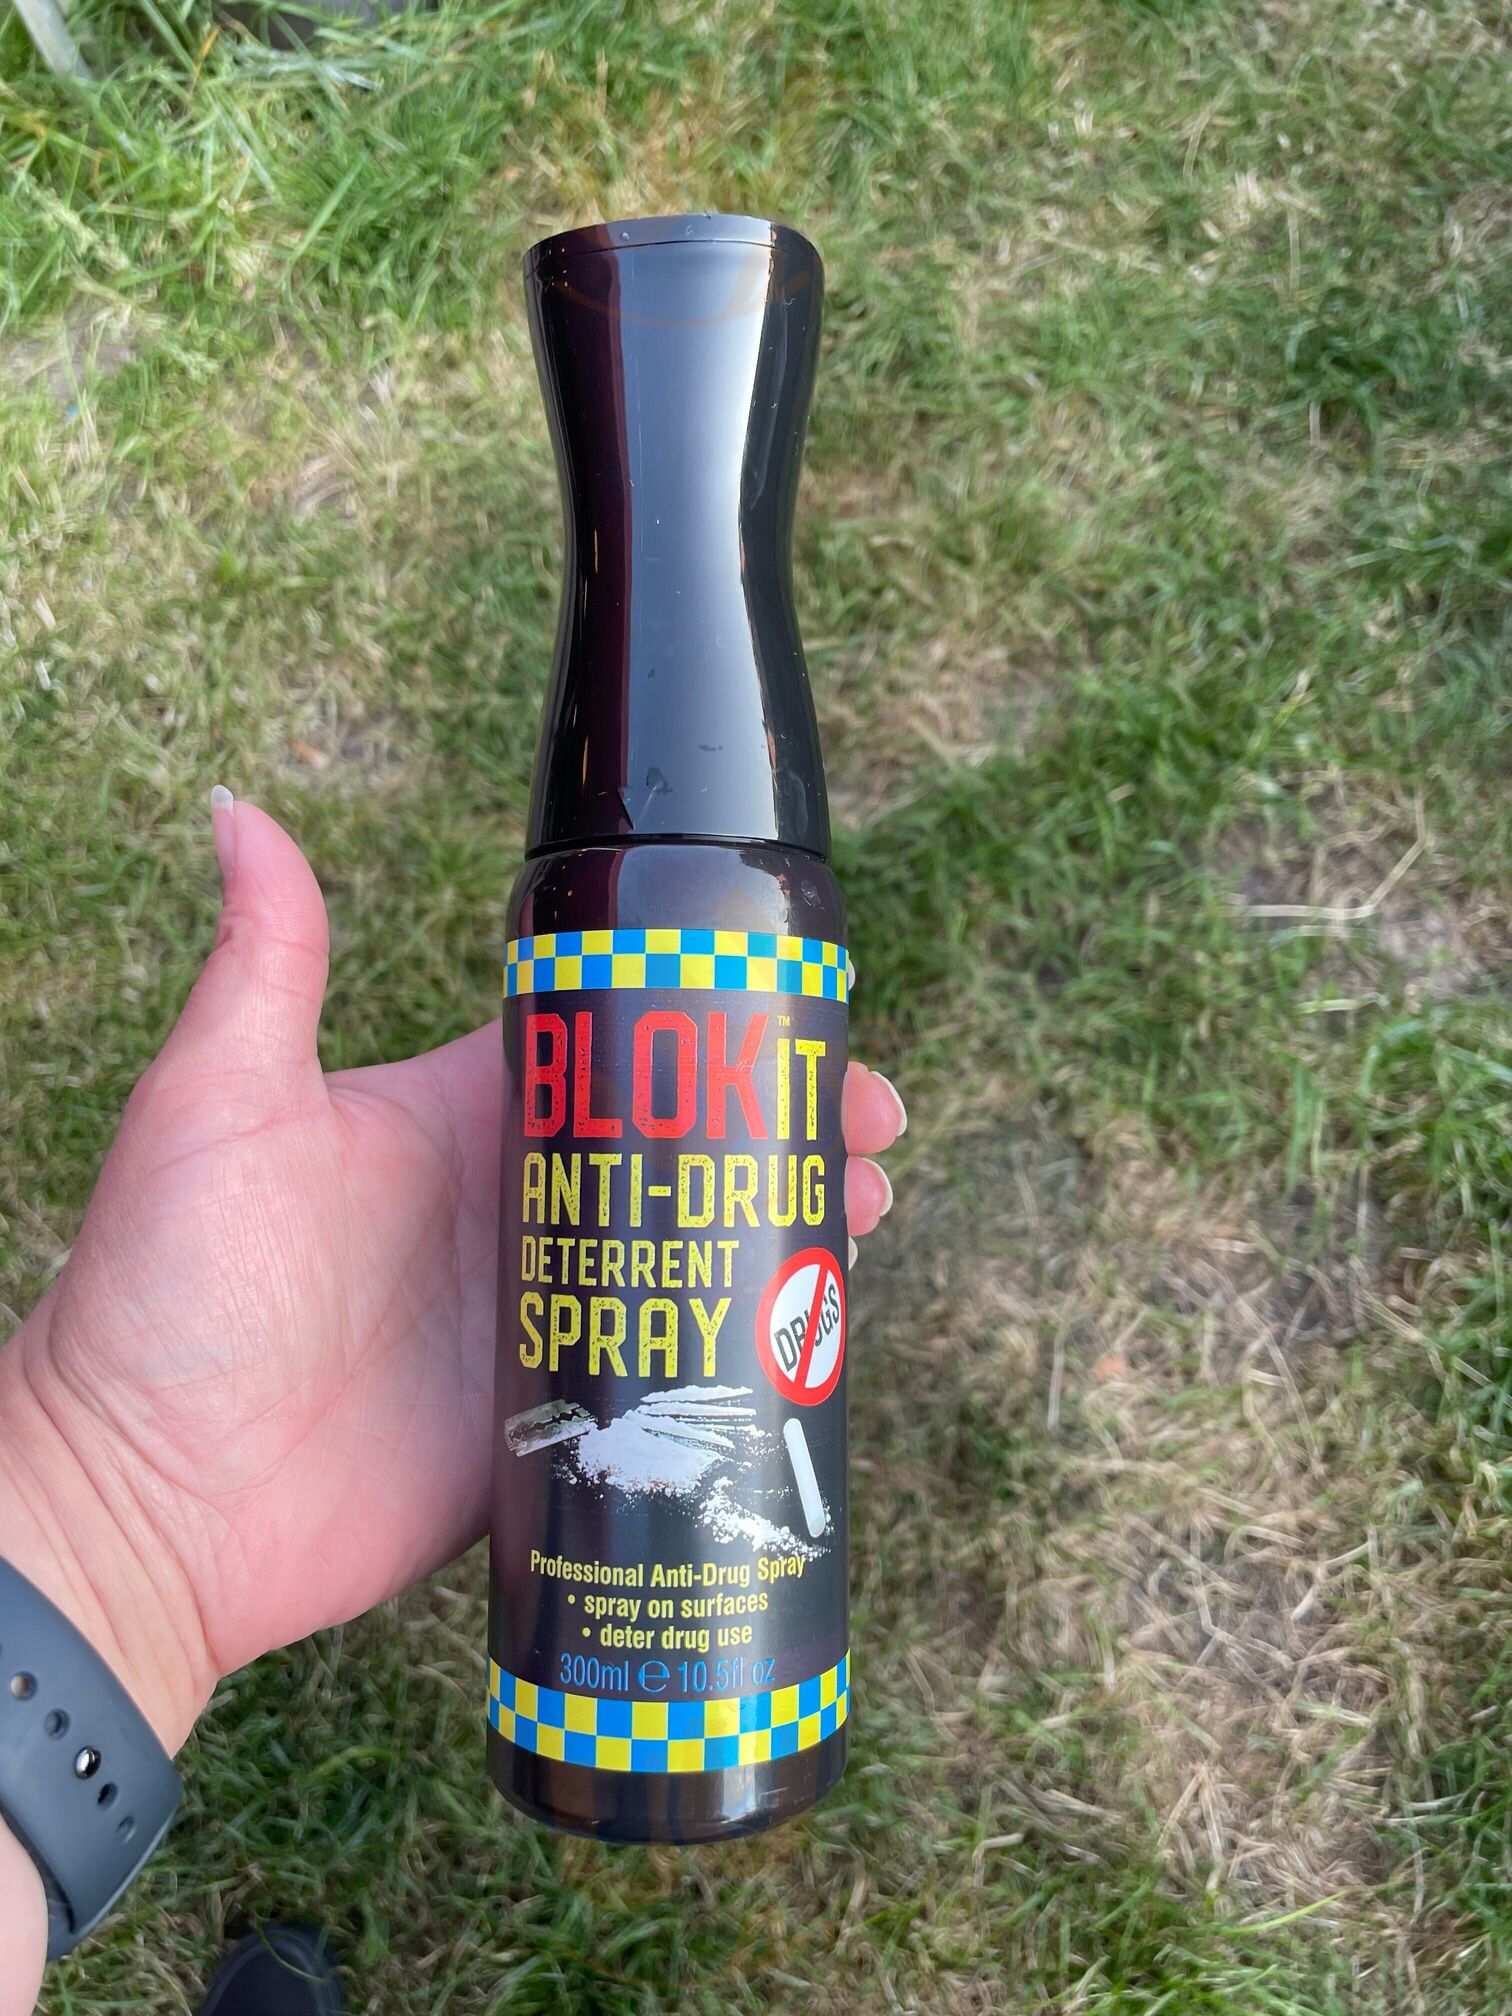 BLOKiT™
ANTI-DRUG
DETERRENT
SPRAY
DRUGS
Professional Anti-Drug Spray
• spray on surfaces
• deter drug use
300ml ℮ 10.5fl oz